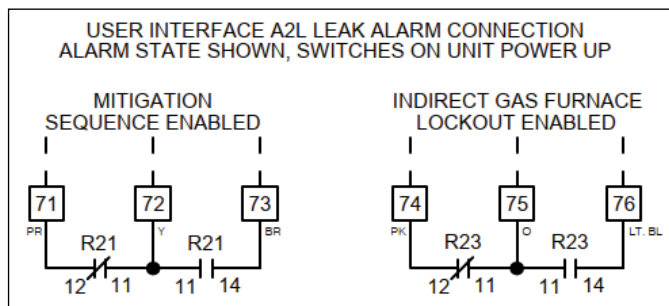 USER INTERFACE A2L LEAK ALARM CONNECTION
ALARM STATE SHOWN, SWITCHES ON UNIT POWER UP
MITIGATION
SEQUENCE ENABLED
INDIRECT GAS FURNACE
LOCKOUT ENABLED
71 72 73 74 75 76
PR Y BR PK O LT. BL
R21 R21 R23 R23
12 11 11 14 12 11 11 14